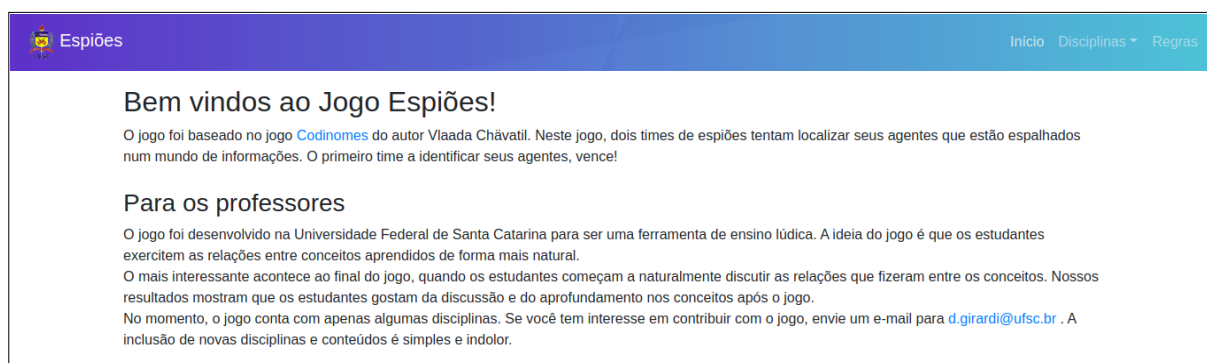 Espiões
Início Disciplinas Regras
Bem vindos ao Jogo Espiões!
O jogo foi baseado no jogo Codinomes do autor Vlaada Chävatil. Neste jogo, dois times de espiões tentam localizar seus agentes que estão espalhados
num mundo de informações. O primeiro time a identificar seus agentes, vence!
Para os professores
O jogo foi desenvolvido na Universidade Federal de Santa Catarina para ser uma ferramenta de ensino lúdica. A ideia do jogo é que os estudantes
exercitem as relações entre conceitos aprendidos de forma mais natural.
O mais interessante acontece ao final do jogo, quando os estudantes começam a naturalmente discutir as relações que fizeram entre os conceitos. Nossos
resultados mostram que os estudantes gostam da discussão e do aprofundamento nos conceitos após o jogo.
No momento, o jogo conta com apenas algumas disciplinas. Se você tem interesse em contribuir com o jogo, envie um e-mail para d.girardi@ufsc.br . A
inclusão de novas disciplinas e conteúdos é simples e indolor.